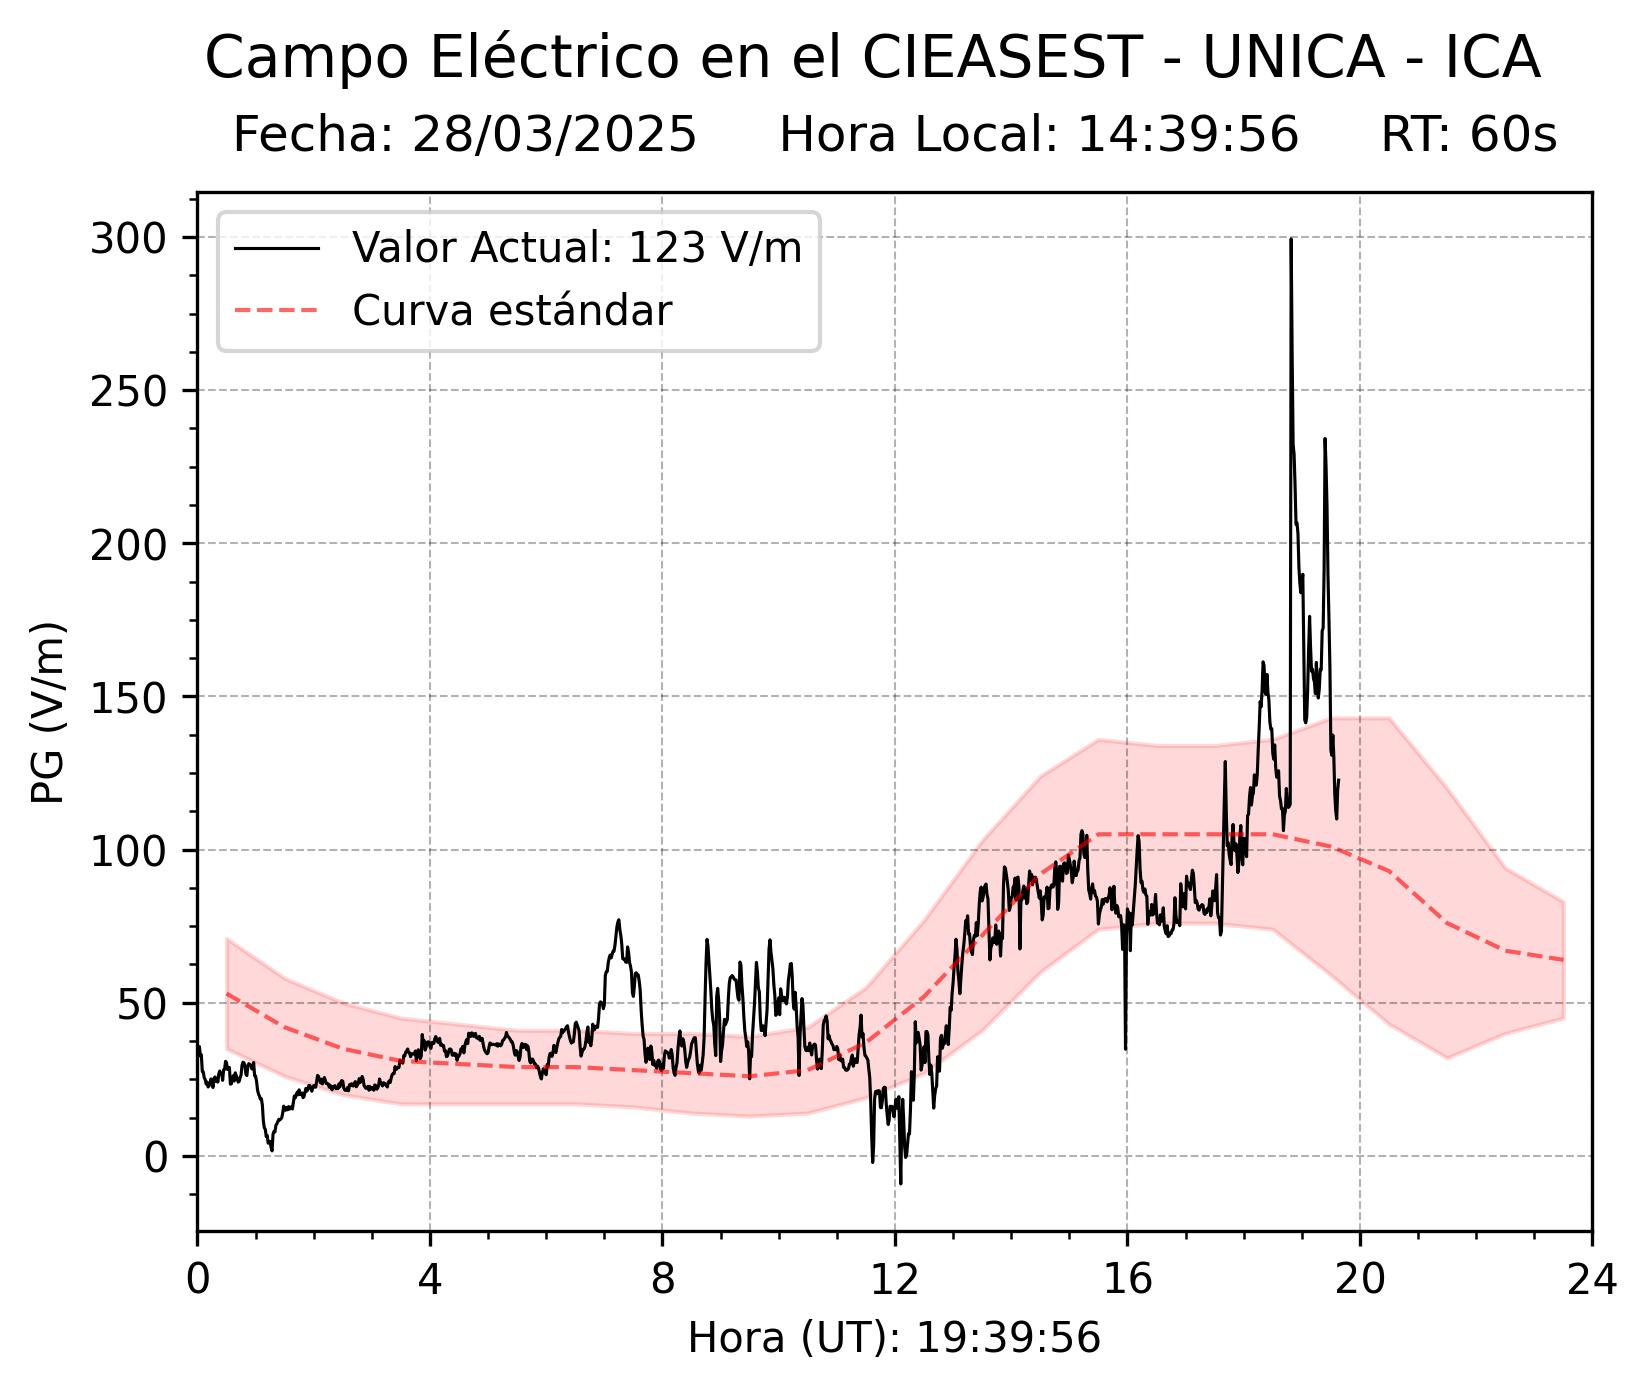 Campo Eléctrico en el CIEASEST - UNICA - ICA
Fecha: 28/03/2025 Hora Local: 14:39:56 RT: 60s
Valor Actual: 123 V/m
Curva estándar
PG (V/m)
300
250
200
150
100
50
0
0 4 8 12 16 20 24
Hora (UT): 19:39:56